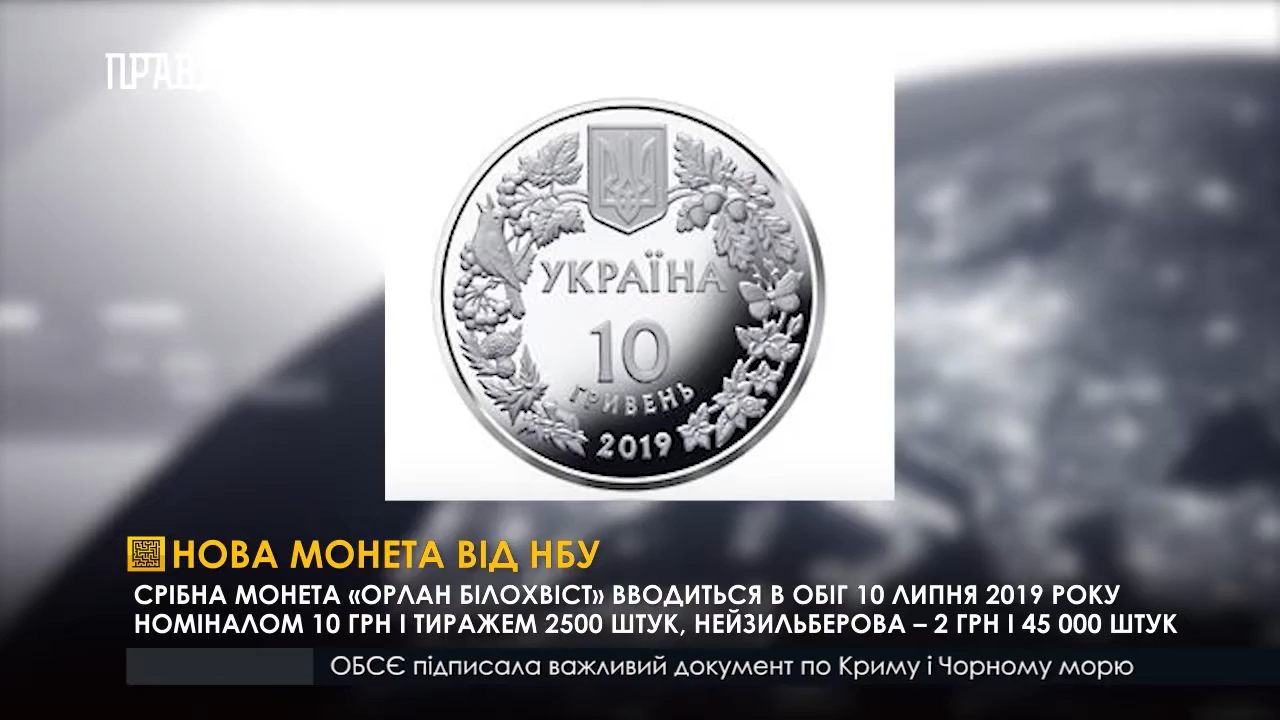 УКРАЇНА
10
ГРИВЕНЬ
2019
НОВА МОНЕТА ВІД НБУ
СРІБНА МОНЕТА «ОРЛАН БІЛОХВІСТ» ВВОДИТЬСЯ В ОБІГ 10 ЛИПНЯ 2019 РОКУ
НОМІНАЛОМ 10 ГРН І ТИРАЖЕМ 2500 ШТУК, НЕЙЗИЛЬБЕРОВА – 2 ГРН І 45 000 ШТУК
ОБСЄ підписала важливий документ по Криму і Чорному морю